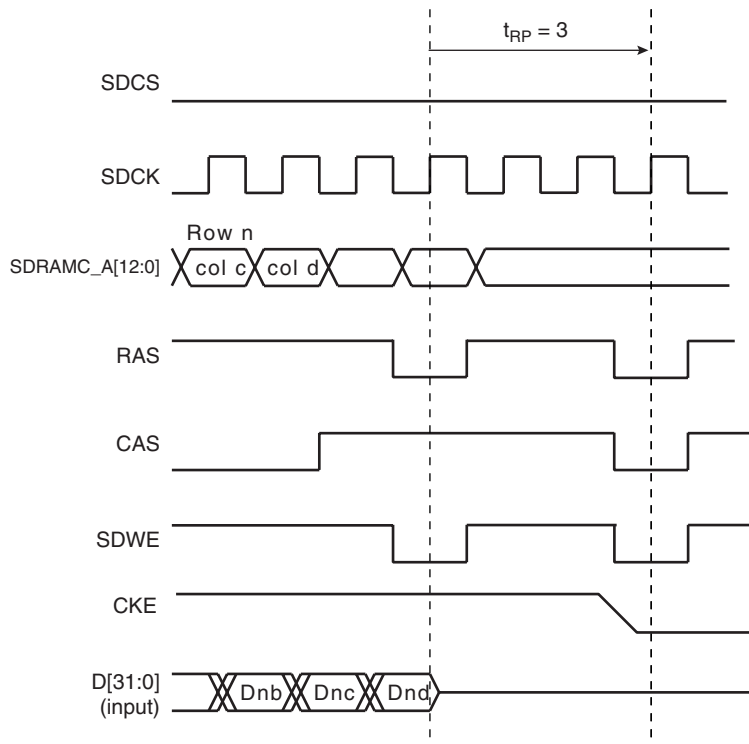 tRP = 3
SDCS
SDCK
Row n
SDRAMC_A[12:0]
col c col d
RAS
CAS
SDWE
CKE
D[31:0]
(input)
Dnb Dnc Dnd